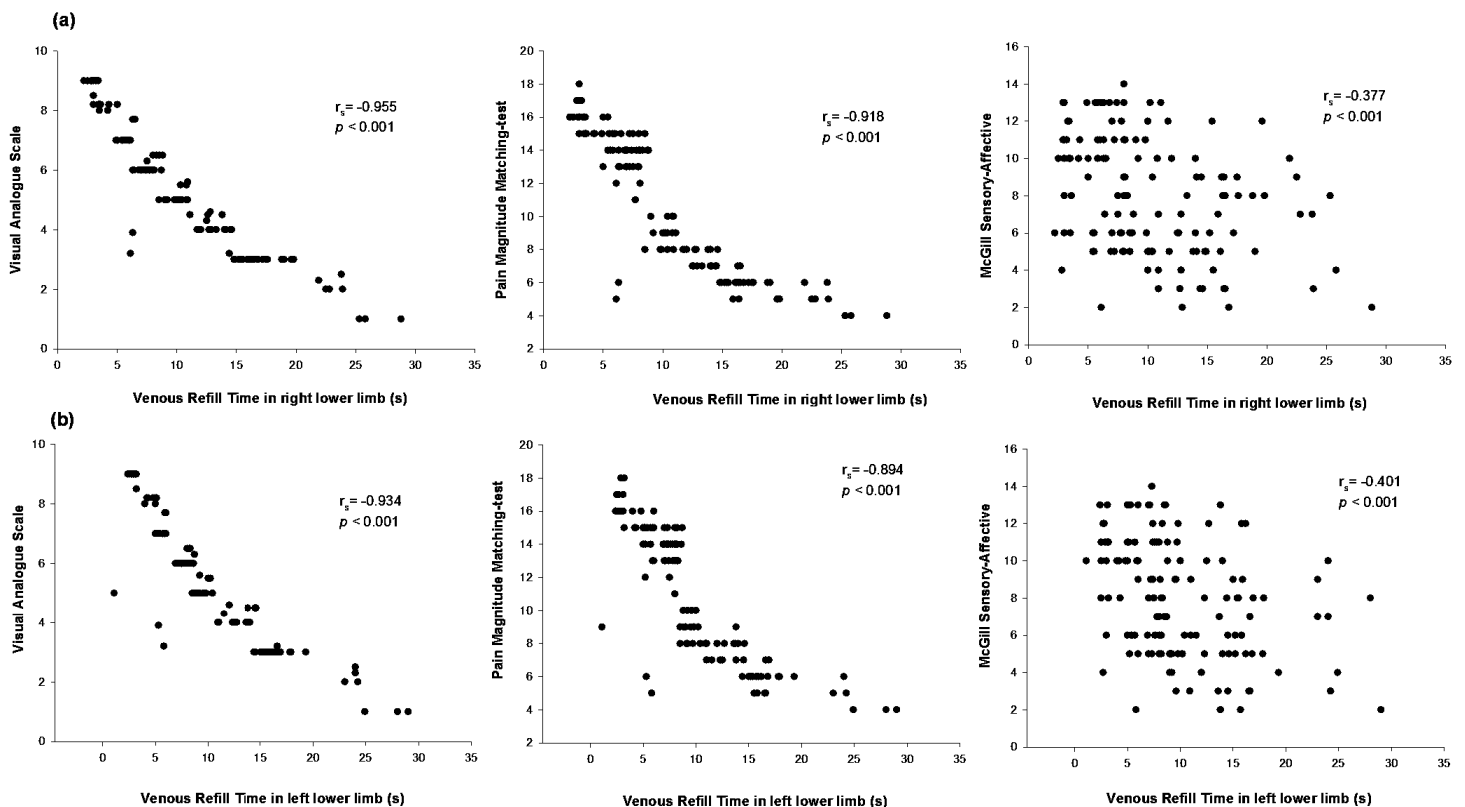 (a)
Visual Analogue Scale
10
8
6
4
2
0
0 5 10 15 20 25 30 35
Venous Refill Time in right lower limb (s)
rs= -0.955
p < 0.001
Pain Magnitude Matching-test
20
18
16
14
12
10
8
6
4
2
0 5 10 15 20 25 30 35
Venous Refill Time in right lower limb (s)
rs= -0.918
p < 0.001
McGill Sensory-Affective
16
14
12
10
8
6
4
2
0
0 5 10 15 20 25 30 35
Venous Refill Time in right lower limb (s)
rs= -0.377
p < 0.001
(b)
Visual Analogue Scale
10
8
6
4
2
0
0 5 10 15 20 25 30 35
Venous Refill Time in left lower limb (s)
rs= -0.934
p < 0.001
Pain Magnitude Matching-test
20
18
16
14
12
10
8
6
4
2
0 5 10 15 20 25 30 35
Venous Refill Time in left lower limb (s)
rs= -0.894
p < 0.001
McGill Sensory-Affective
16
14
12
10
8
6
4
2
0
0 5 10 15 20 25 30 35
Venous Refill Time in left lower limb (s)
rs= -0.401
p < 0.001